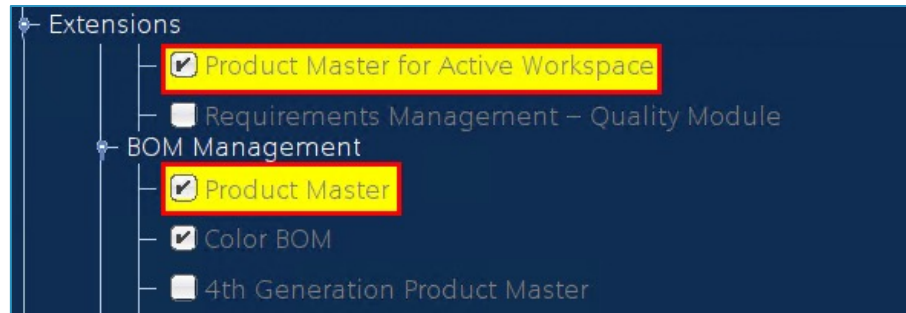 Extensions
Product Master for Active Workspace
Requirements Management – Quality Module
BOM Management
Product Master
Color BOM
4th Generation Product Master